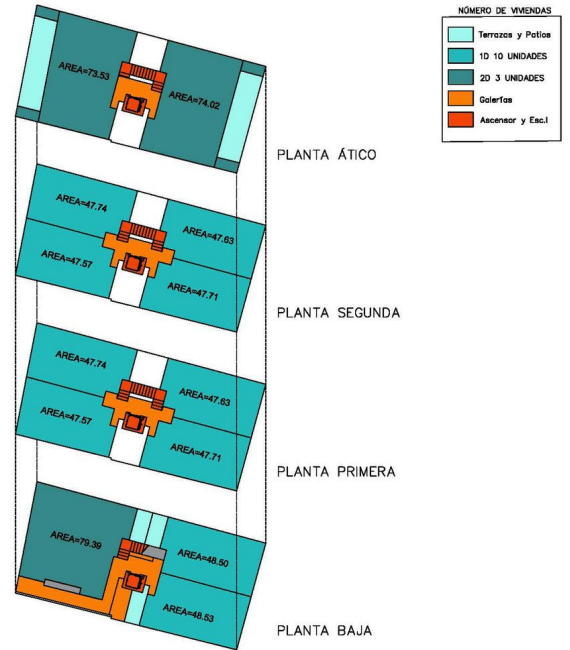 NÚMERO DE VIVIENDAS
Terrazas y Patios
1D 10 UNIDADES
2D 3 UNIDADES
Galerías
Ascensor y Esc.I
AREA=73.53
AREA=74.02
PLANTA ÁTICO
AREA=47.74
AREA=47.63
AREA=47.57
AREA=47.71
PLANTA SEGUNDA
AREA=47.74
AREA=47.63
AREA=47.57
AREA=47.71
PLANTA PRIMERA
AREA=79.39
AREA=48.50
AREA=48.53
PLANTA BAJA